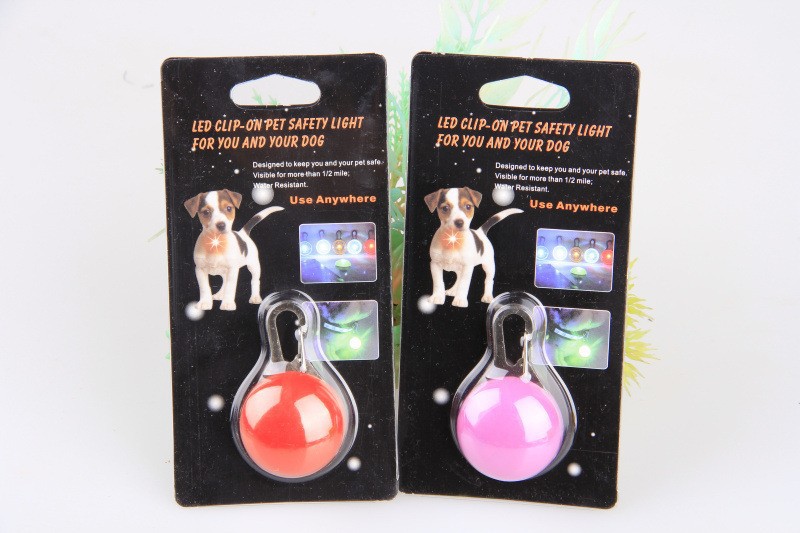 LED CLIP-ON PET SAFETY LIGHT
FOR YOU AND YOUR DOG
Designed to keep you and your pet safe.
Visible for more than 1/2 mile;
Water Resistant.
Use Anywhere
LED CLIP-ON PET SAFETY LIGHT
FOR YOU AND YOUR DOG
Designed to keep you and your pet safe.
Visible for more than 1/2 mile;
Water Resistant.
Use Anywhere